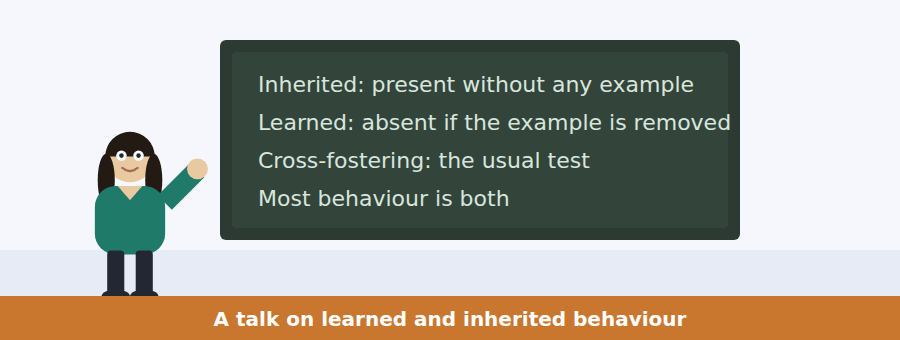 Inherited: present without any example
Learned: absent if the example is removed
Cross-fostering: the usual test
Most behaviour is both
A talk on learned and inherited behaviour